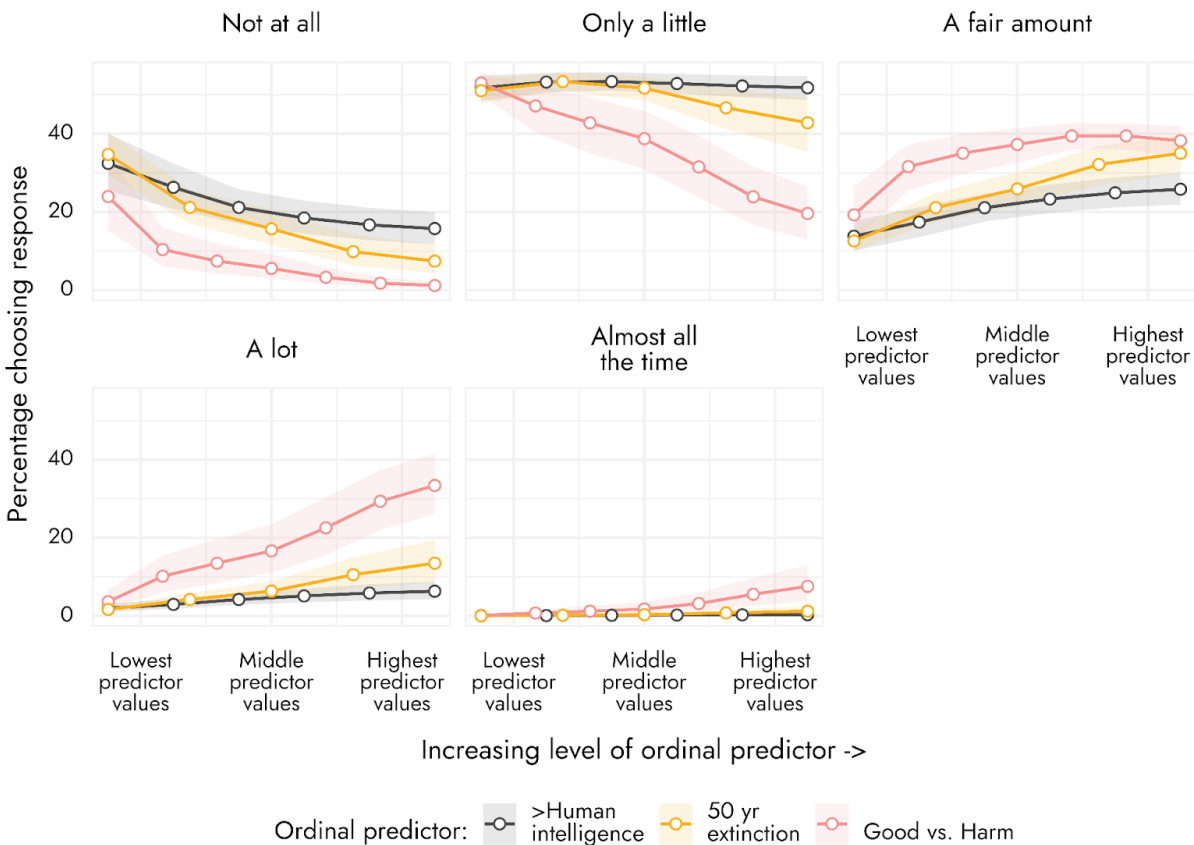 Not at all
Only a little
A fair amount
40
20
0
Lowest predictor values
Middle predictor values
Highest predictor values
A lot
Almost all the time
40
20
0
Lowest predictor values
Middle predictor values
Highest predictor values
Lowest predictor values
Middle predictor values
Highest predictor values
Percentage choosing response
Increasing level of ordinal predictor ->
Ordinal predictor:
>Human intelligence
50 yr extinction
Good vs. Harm